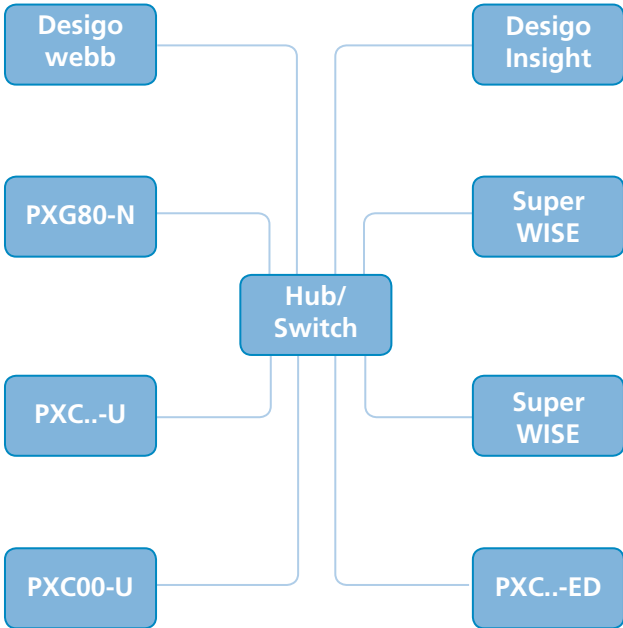 Desigo
webb
Desigo
Insight
PXG80-N
Super
WISE
Hub/
Switch
PXC..-U
Super
WISE
PXC00-U
PXC..-ED